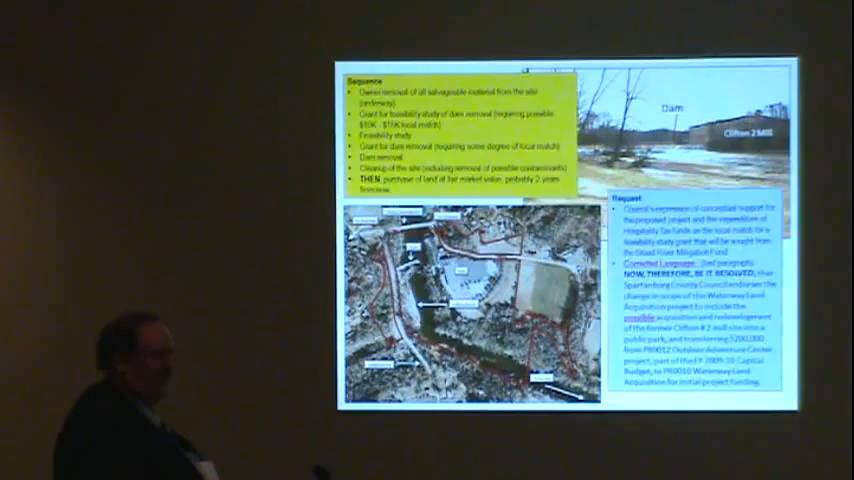 Sequence
• Owner removal of all salvageable material from the site
(underway)
• Grant for feasibility study of dam removal (requiring possible
$10K - $15K local match)
• Feasibility study
• Grant for dam removal (requiring some degree of local match)
• Dam removal
• Cleanup of the site (including removal of possible contaminants)
• THEN, purchase of land at fair market value, probably 2 years
from now
Dam
Clifton 2 Mill
Request
• Council's expression of conceptual support for
the proposed project and the expenditure of
Hospitality Tax funds as the local match for a
feasibility study grant that will be sought from
the Broad River Mitigation Fund
• Corrected Language: (last paragraph)
NOW, THEREFORE, BE IT RESOLVED, that
Spartanburg County Council endorses the
change in scope of the Waterway Land
Acquisition project to include the
possible acquisition and redevelopment
of the former Clifton # 2 mill site into a
public park, and transferring $200,000
from PR0012 Outdoor Adventure Center
project, part of the FY 2009-10 Capital
Budget, to PR0010 Waterway Land
Acquisition for initial project funding.